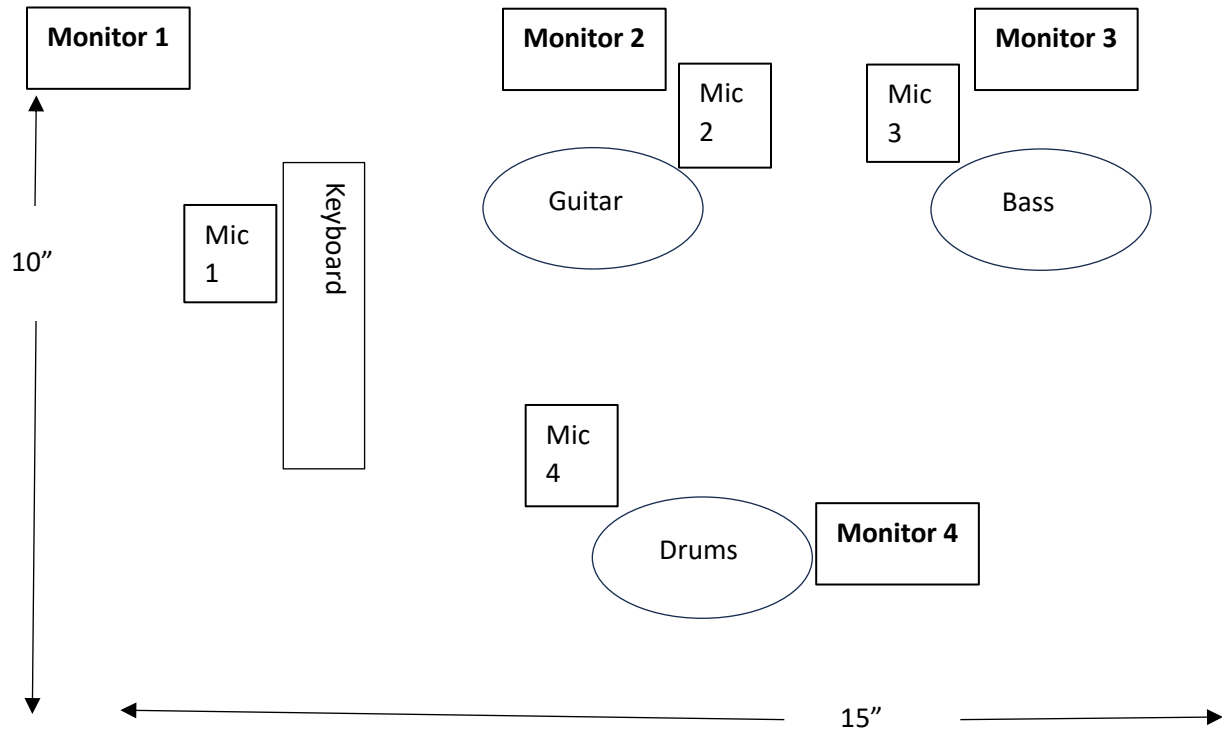 Monitor 1
Monitor 2
Monitor 3
Mic
2
Mic
3
Keyboard
Guitar
Bass
Mic
1
10”
Mic
4
Drums
Monitor 4
15”